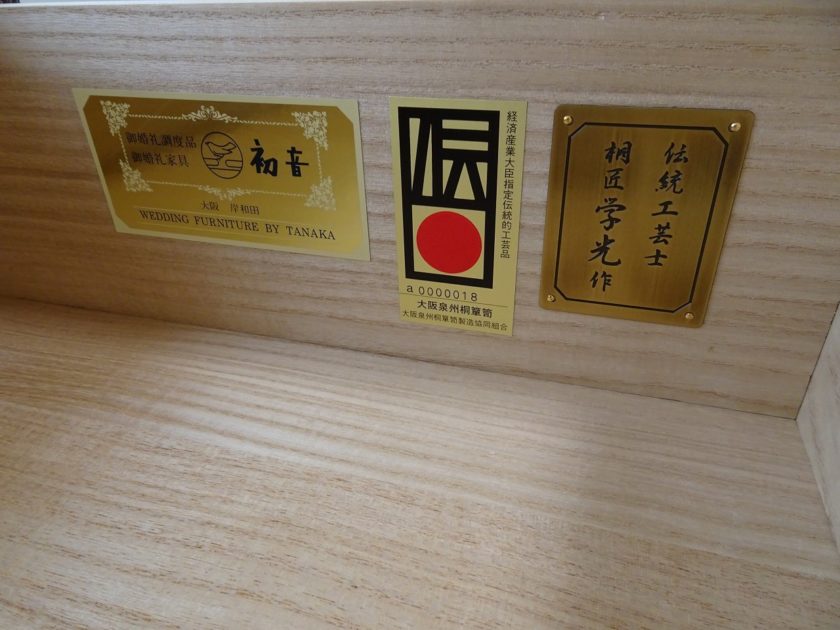 御婚礼調度品
御婚礼家具
初音
大阪 岸和田
WEDDING FURNITURE BY TANAKA
経済産業大臣指定伝統的工芸品
a 0000018
大阪泉州桐簞笥
大阪泉州桐簞笥製造協同組合
伝統工芸士
桐匠学光作